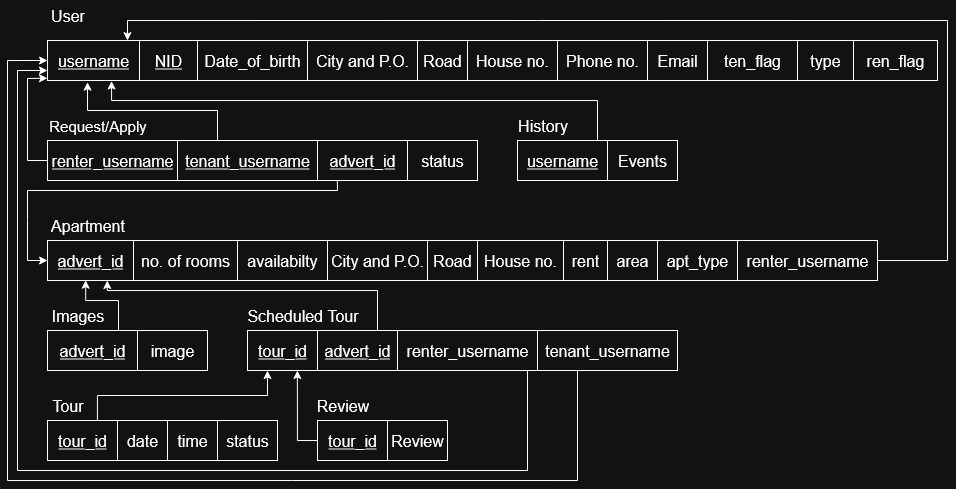 User
username NID Date_of_birth City and P.O. Road House no. Phone no. Email ten_flag type ren_flag
Request/Apply History
renter_username tenant_username advert_id status username Events
Apartment
advert_id no. of rooms availabilty City and P.O. Road House no. rent area apt_type renter_username
Images Scheduled Tour
advert_id image tour_id advert_id renter_username tenant_username
Tour Review
tour_id date time status tour_id Review